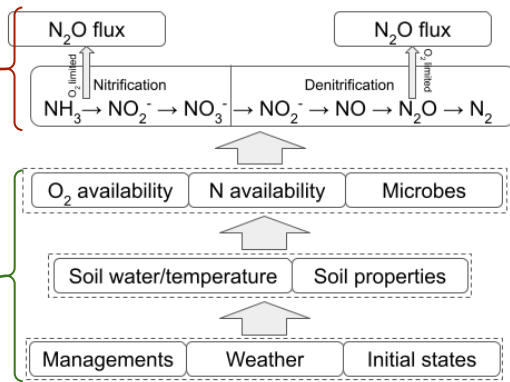 N₂O flux
N₂O flux
O₂ limited
Nitrification
Denitrification
O₂ limited
NH₃→ NO₂⁻ → NO₃⁻ → NO₂⁻ → NO → N₂O → N₂
O₂ availability
N availability
Microbes
Soil water/temperature
Soil properties
Managements
Weather
Initial states